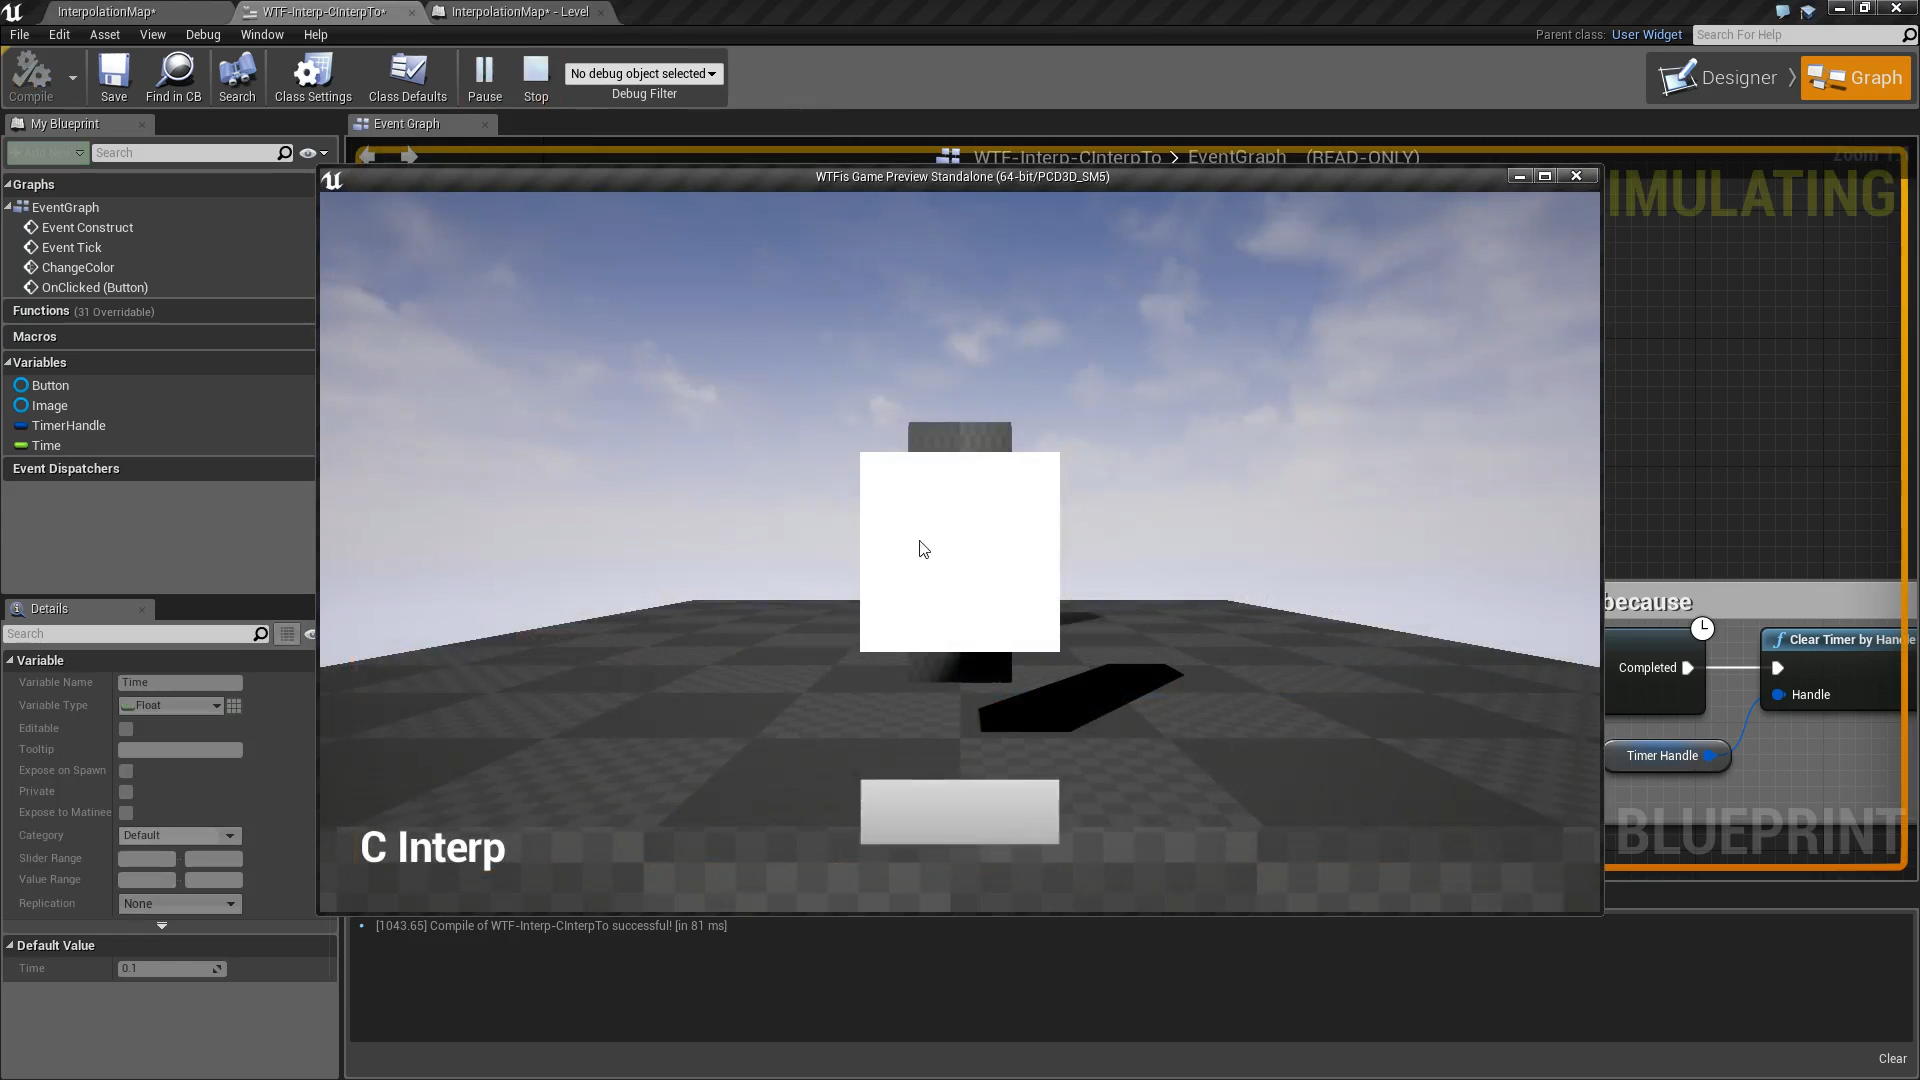 InterpolationMap*
WTF-Interp-CInterpTo*
InterpolationMap* - Level
File
Edit
Asset
View
Debug
Window
Help
Parent class:
User Widget
Search For Help
Compile
Save
Find in CB
Search
Class Settings
Class Defaults
Pause
Stop
No debug object selected
Debug Filter
Designer
Graph
My Blueprint
Event Graph
Search
WTF-Interp-CInterpTo > EventGraph (READ-ONLY)
WTFis Game Preview Standalone (64-bit/PCD3D_SM5)
IMULATING
Graphs
EventGraph
Event Construct
Event Tick
ChangeColor
OnClicked (Button)
Functions (31 Overridable)
Macros
Variables
Button
Image
TimerHandle
Time
Event Dispatchers
because
Completed
Clear Timer by Handle
Handle
Timer Handle
BLUEPRINT
C Interp
Details
Search
Variable
Variable Name
Time
Variable Type
Float
Editable
Tooltip
Expose on Spawn
Private
Expose to Matinee
Category
Default
Slider Range
Value Range
Replication
None
Default Value
Time
0.1
[1043.65] Compile of WTF-Interp-CInterpTo successful! [in 81 ms]
Clear